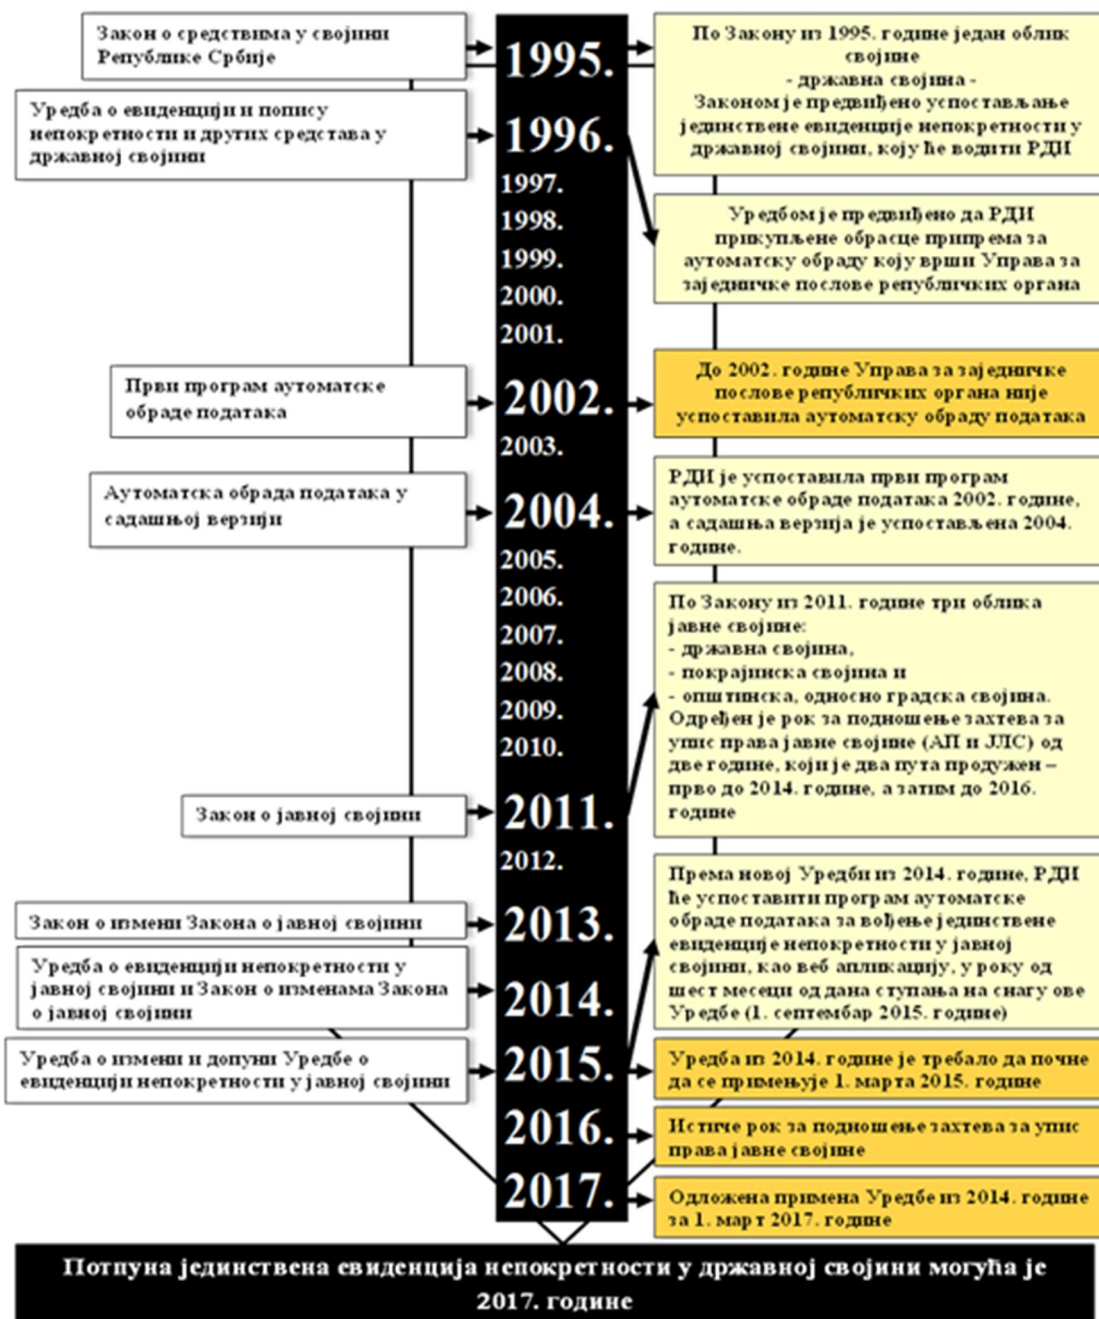 Закон о средствима у својини
Републике Србије
1995.
По Закону из 1995. године један облик
својине
- државна својина -
Законом је предвиђено успостављање
јединствене евиденције непокретности у
државној својини, коју ће водити РДИ
Уредба о евиденцији и попису
непокретности и других средстава у
државној својини
1996.
Уредбом је предвиђено да РДИ
прикупљене обрасце припрема за
аутоматску обраду коју врши Управа за
заједничке послове републичких органа
1997.
1998.
1999.
2000.
2001.
Први програм аутоматске
обраде података
2002.
До 2002. године Управа за заједничке
послове републичких органа није
успоставила аутоматску обраду података
2003.
Аутоматска обрада података у
садашњој верзији
2004.
РДИ је успоставила први програм
аутоматске обраде података 2002. године,
а садашња верзија је успостављена 2004.
године.
2005.
2006.
2007.
2008.
2009.
2010.
Закон о јавној својини
2011.
По Закону из 2011. године три облика
јавне својине:
- државна својина,
- покрајинска својина и
- општинска, односно градска својина.
Одређен је рок за подношење захтева за
упис права јавне својине (АП и ЈЛС) од
две године, који је два пута продужен –
прво до 2014. године, а затим до 2016.
године
2012.
Закон о измени Закона о јавној својини
2013.
Уредба о евиденцији непокретности у
јавној својини и Закон о изменама Закона
о јавној својини
2014.
Према новој Уредби из 2014. године, РДИ
ће успоставити програм аутоматске
обраде података за вођење јединствене
евиденције непокретности у јавној
својини, као веб апликацију, у року од
шест месеци од дана ступања на снагу ове
Уредбе (1. септембар 2015. године)
Уредба о измени и допуни Уредбе о
евиденцији непокретности у јавној својини
2015.
Уредба из 2014. године је требало да почне
да се примењује 1. марта 2015. године
2016.
Истиче рок за подношење захтева за упис
права јавне својине
2017.
Одложена примена Уредбе из 2014. године
за 1. март 2017. године
Потпуна јединствена евиденција непокретности у државној својини могућа је
2017. године